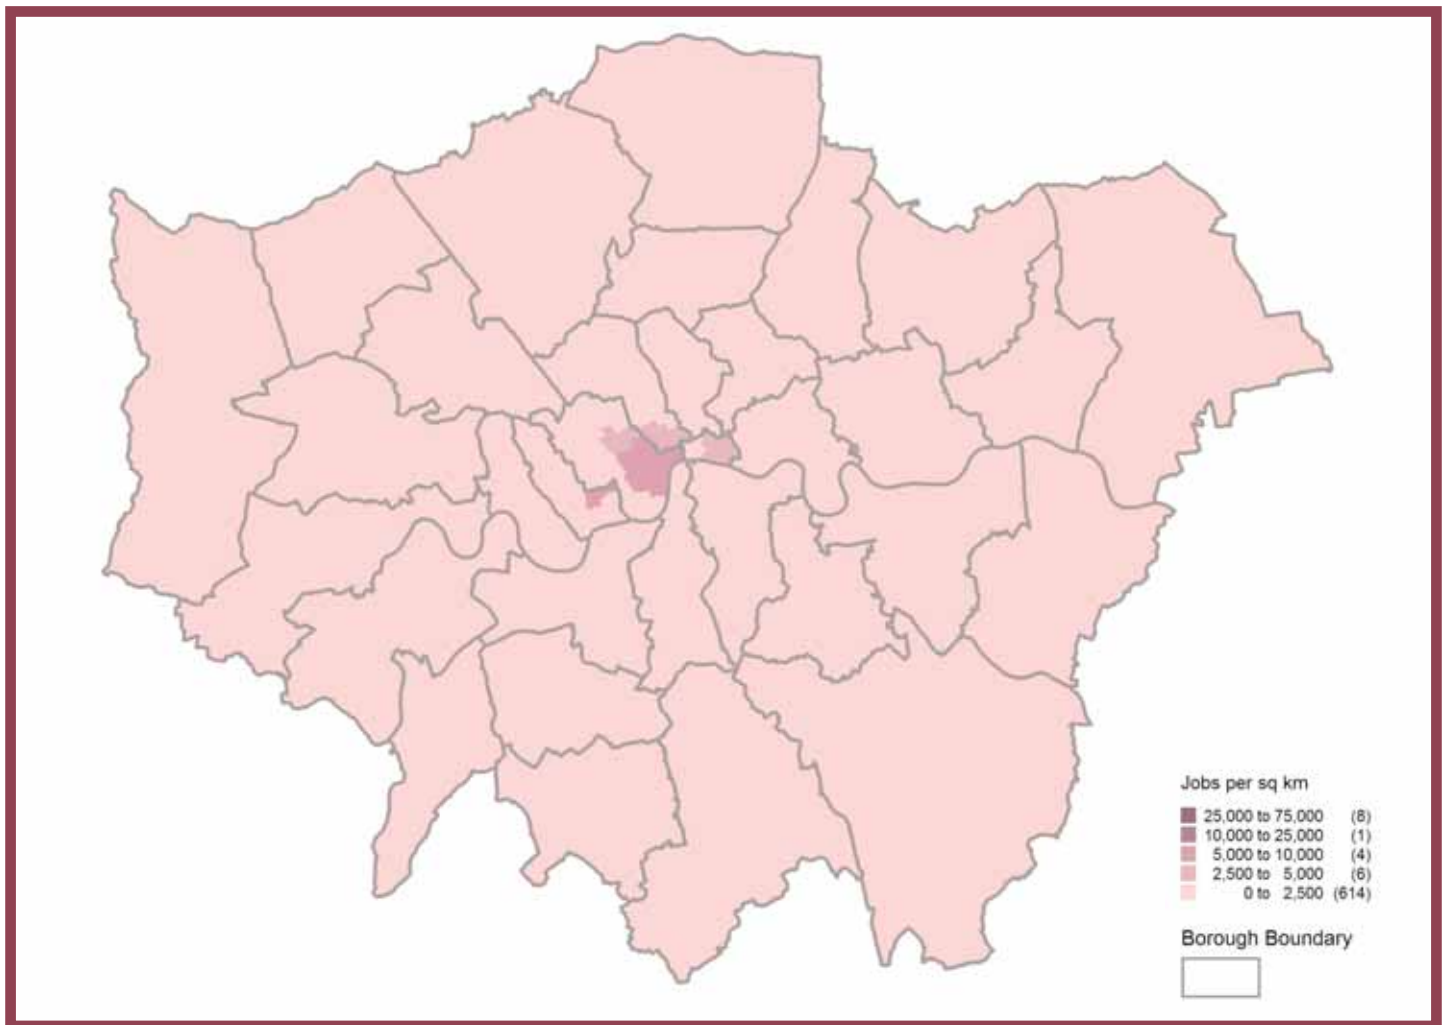 Jobs per sq km
25,000 to 75,000 (8)
10,000 to 25,000 (1)
5,000 to 10,000 (4)
2,500 to 5,000 (6)
0 to 2,500 (614)
Borough Boundary